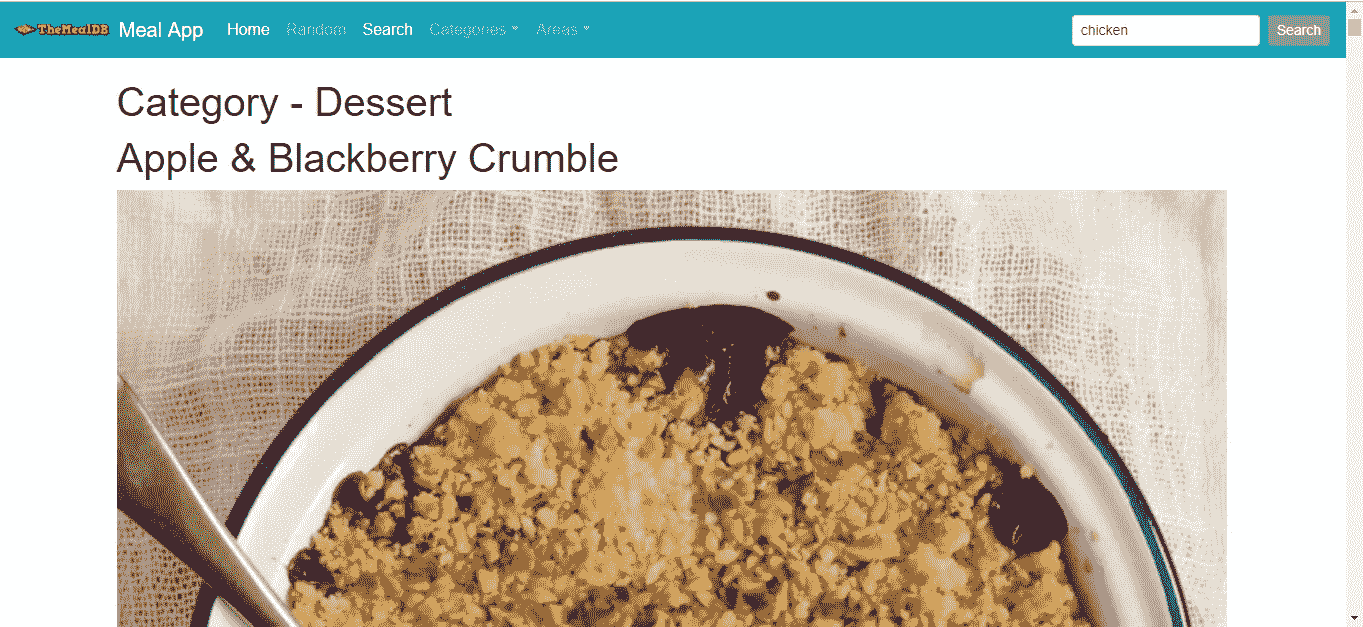 TheMealDB Meal App Home Random Search Categories Areas chicken Search
Category - Dessert
Apple & Blackberry Crumble